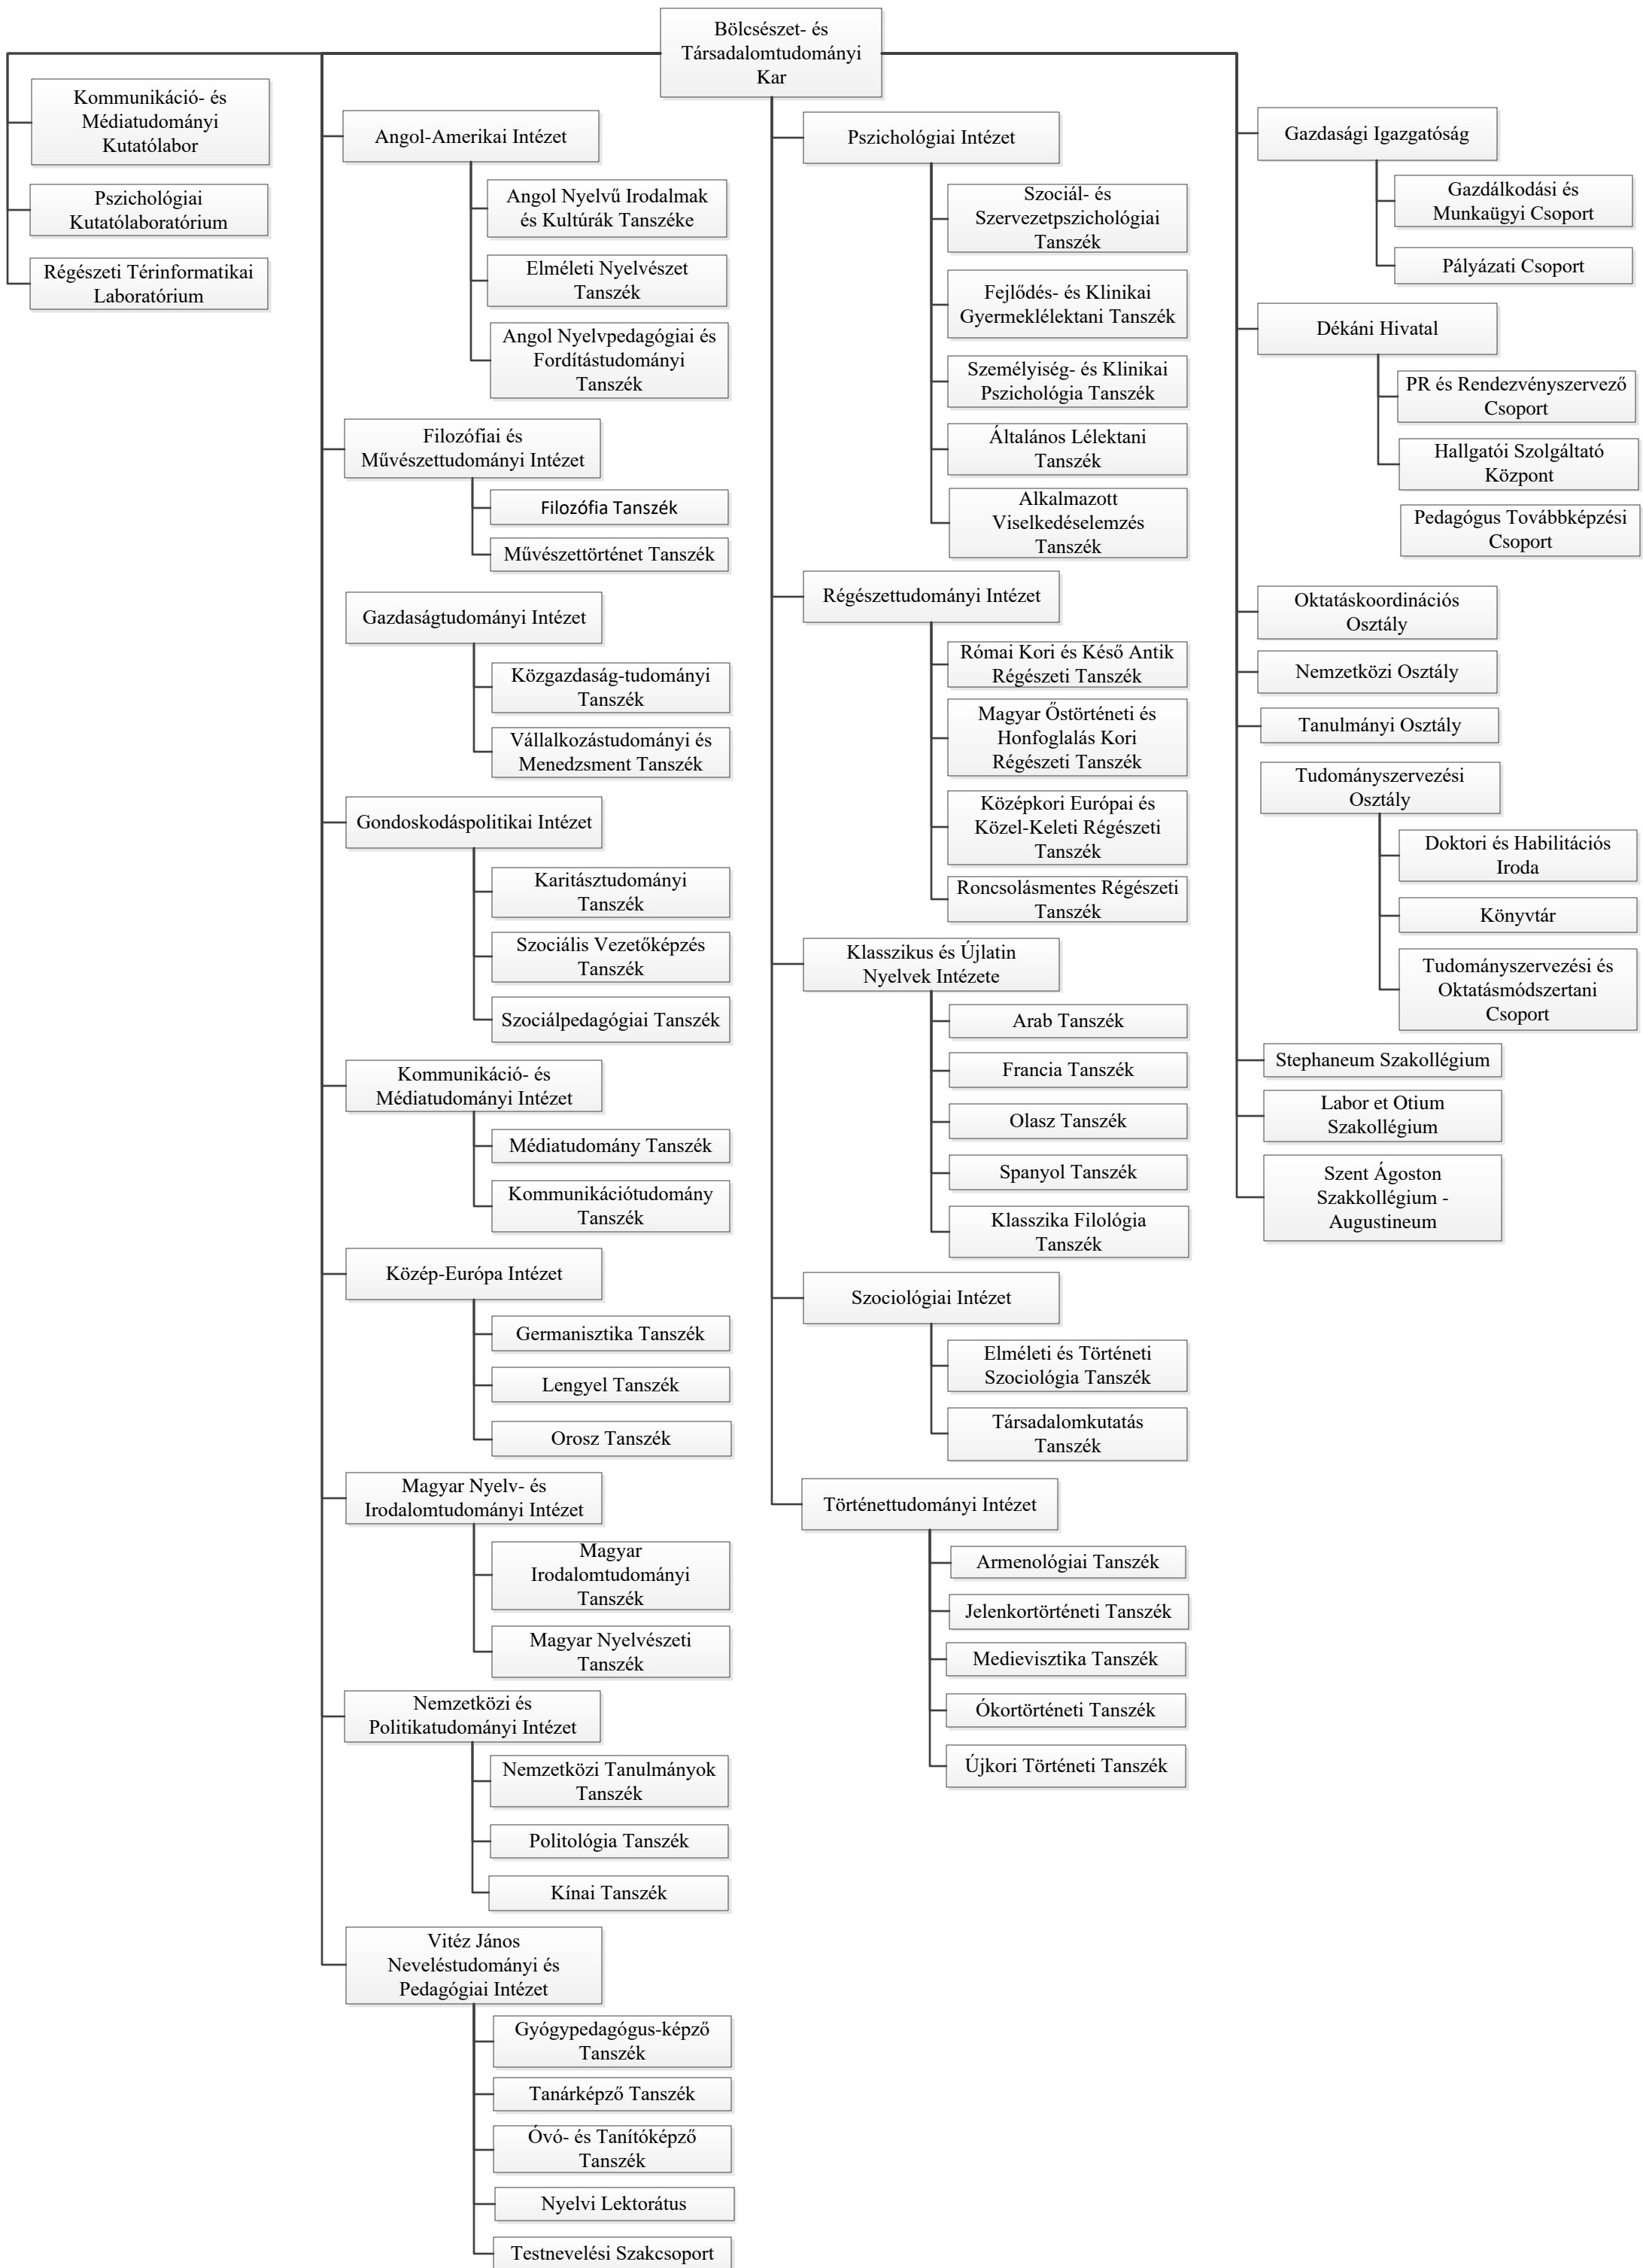 Bölcsészet- és
Társadalomtudományi
Kar
Kommunikáció- és
Médiatudományi
Kutatólabor
Pszichológiai
Kutatólaboratórium
Régészeti Térinformatikai
Laboratórium
Angol-Amerikai Intézet
Angol Nyelvű Irodalmak
és Kultúrák Tanszéke
Elméleti Nyelvészet
Tanszék
Angol Nyelvpedagógiai és
Fordítástudományi
Tanszék
Filozófiai és
Művészettudományi Intézet
Filozófia Tanszék
Művészettörténet Tanszék
Gazdaságtudományi Intézet
Közgazdaság-tudományi
Tanszék
Vállalkozástudományi és
Menedzsment Tanszék
Gondoskodáspolitikai Intézet
Karitásztudományi
Tanszék
Szociális Vezetőképzés
Tanszék
Szociálpedagógiai Tanszék
Kommunikáció- és
Médiatudományi Intézet
Médiatudomány Tanszék
Kommunikációtudomány
Tanszék
Közép-Európa Intézet
Germanisztika Tanszék
Lengyel Tanszék
Orosz Tanszék
Magyar Nyelv- és
Irodalomtudományi Intézet
Magyar
Irodalomtudományi
Tanszék
Magyar Nyelvészeti
Tanszék
Nemzetközi és
Politikatudományi Intézet
Nemzetközi Tanulmányok
Tanszék
Politológia Tanszék
Kínai Tanszék
Vitéz János
Neveléstudományi és
Pedagógiai Intézet
Gyógypedagógus-képző
Tanszék
Tanárképző Tanszék
Óvó- és Tanítóképző
Tanszék
Nyelvi Lektorátus
Testnevelési Szakcsoport
Pszichológiai Intézet
Szociál- és
Szervezetpszichológiai
Tanszék
Fejlődés- és Klinikai
Gyermeklélektani Tanszék
Személyiség- és Klinikai
Pszichológia Tanszék
Általános Lélektani
Tanszék
Alkalmazott
Viselkedéselemzés
Tanszék
Régészettudományi Intézet
Római Kori és Késő Antik
Régészeti Tanszék
Magyar Őstörténeti és
Honfoglalás Kori
Régészeti Tanszék
Középkori Európai és
Közel-Keleti Régészeti
Tanszék
Roncsolásmentes Régészeti
Tanszék
Klasszikus és Újlatin
Nyelvek Intézete
Arab Tanszék
Francia Tanszék
Olasz Tanszék
Spanyol Tanszék
Klasszika Filológia
Tanszék
Szociológiai Intézet
Elméleti és Történeti
Szociológia Tanszék
Társadalomkutatás
Tanszék
Történettudományi Intézet
Armenológiai Tanszék
Jelenkortörténeti Tanszék
Medievisztika Tanszék
Ókortörténeti Tanszék
Újkori Történeti Tanszék
Gazdasági Igazgatóság
Gazdálkodási és
Munkaügyi Csoport
Pályázati Csoport
Dékáni Hivatal
PR és Rendezvényszervező
Csoport
Hallgatói Szolgáltató
Központ
Pedagógus Továbbképzési
Csoport
Oktatáskoordinációs
Osztály
Nemzetközi Osztály
Tanulmányi Osztály
Tudományszervezési
Osztály
Doktori és Habilitációs
Iroda
Könyvtár
Tudományszervezési és
Oktatásmódszertani
Csoport
Stephaneum Szakollégium
Labor et Otium
Szakollégium
Szent Ágoston
Szakkollégium -
Augustineum